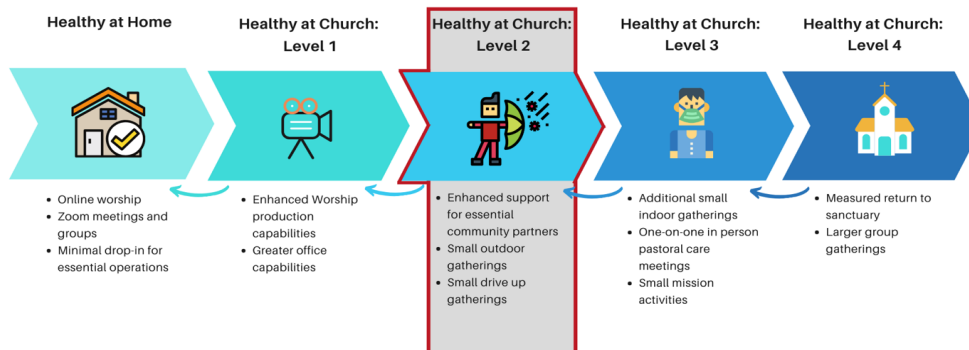 Healthy at Home
Healthy at Church:
Level 1
Healthy at Church:
Level 2
Healthy at Church:
Level 3
Healthy at Church:
Level 4
• Online worship
• Zoom meetings and
groups
• Minimal drop-in for
essential operations
• Enhanced Worship
production
capabilities
• Greater office
capabilities
• Enhanced support
for essential
community partners
• Small outdoor
gatherings
• Small drive up
gatherings
• Additional small
indoor gatherings
• One-on-one in person
pastoral care
meetings
• Small mission
activities
• Measured return to
sanctuary
• Larger group
gatherings